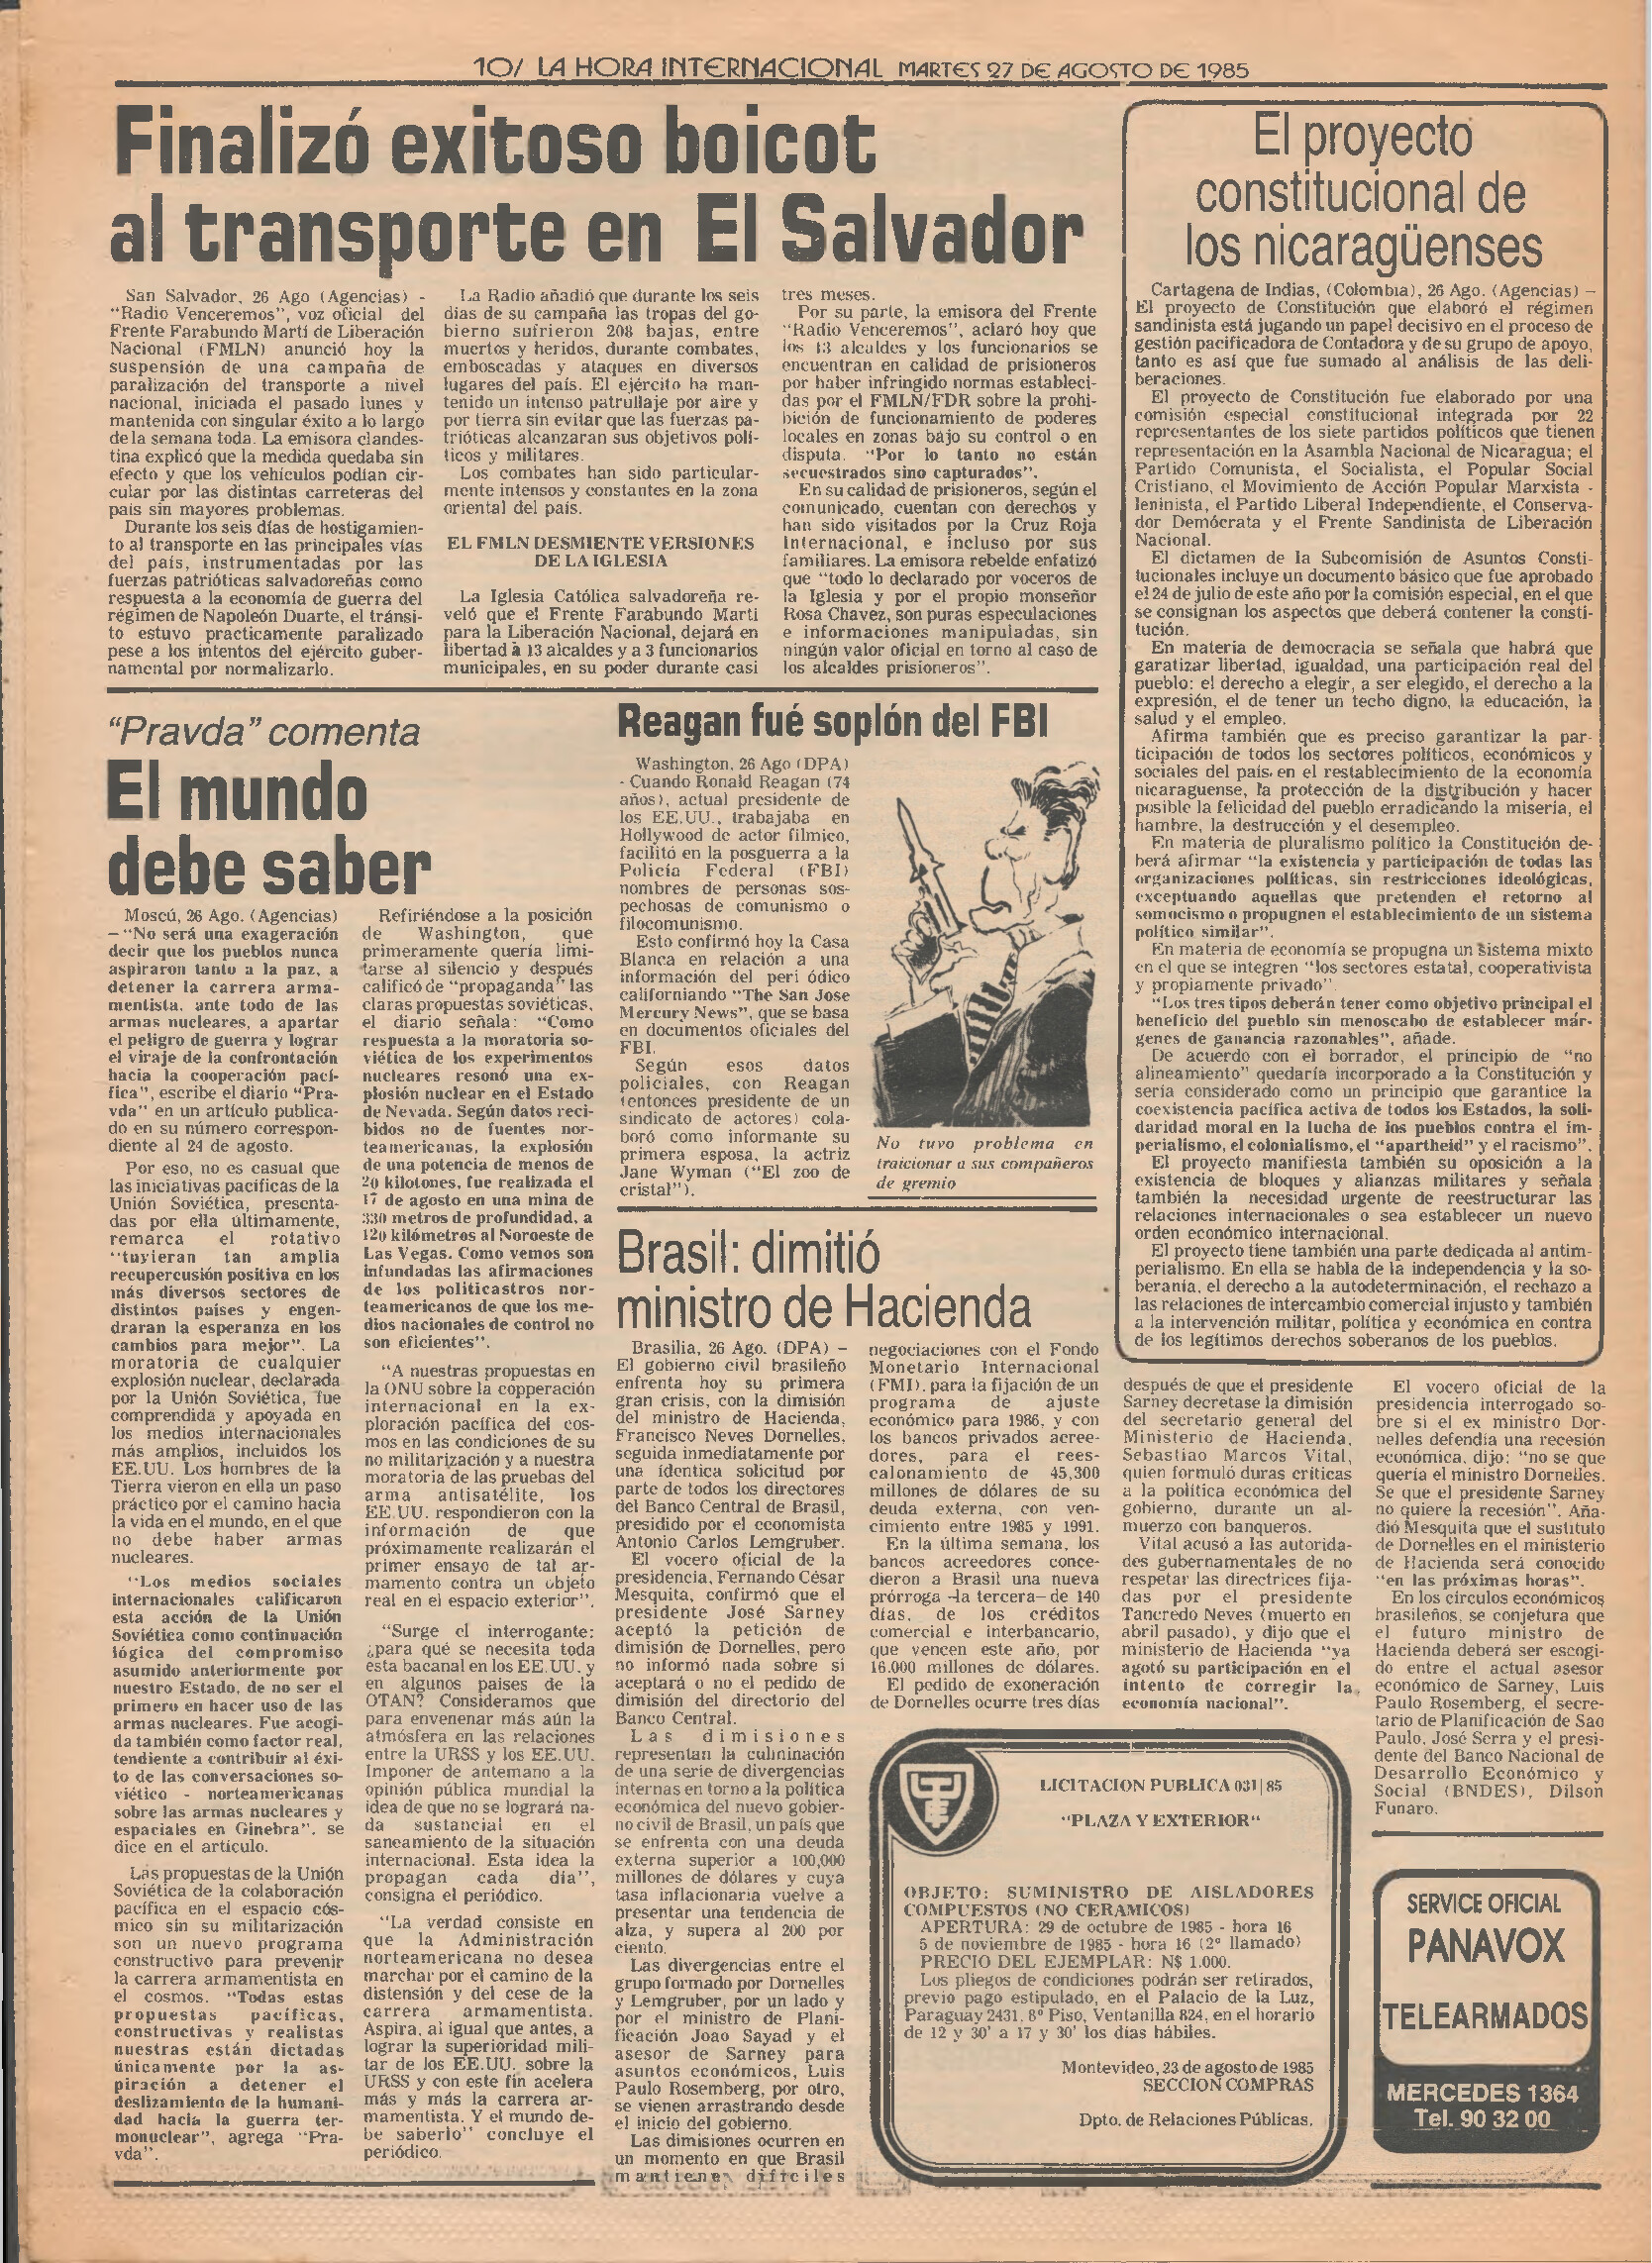 10/ LA HORA INTERNACIONAL MARTES 27 DE AGOSTO DE 1985
Finalizó exitoso boicot
al transporte en El Salvador
San Salvador, 26 Ago (Agencias) -
"Radio Venceremos", voz oficial del
Frente Farabundo Martí de Liberación
Nacional (FMLN) anunció hoy la
suspensión de una campaña de
paralización del transporte a nivel
nacional, iniciada el pasado lunes y
mantenida con singular éxito a lo largo
de la semana toda. La emisora clandes-
tina explicó que la medida quedaba sin
efecto y que los vehículos podían cir-
cular por las distintas carreteras del
país sin mayores problemas.
Durante los seis días de hostigamien-
to al transporte en las principales vías
del país, instrumentadas por las
fuerzas patrióticas salvadoreñas como
respuesta a la economía de guerra del
régimen de Napoleón Duarte, el tránsi-
to estuvo practicamente paralizado
pese a los intentos del ejército guber-
namental por normalizarlo.
La Radio añadió que durante los seis
días de su campaña las tropas del go-
bierno sufrieron 208 bajas, entre
muertos y heridos, durante combates,
emboscadas y ataques en diversos
lugares del país. El ejército ha man-
tenido un intenso patrullaje por aire y
por tierra sin evitar que las fuerzas pa-
trióticas alcanzaran sus objetivos polí-
ticos y militares.
Los combates han sido particular-
mente intensos y constantes en la zona
oriental del país.
EL FMLN DESMIENTE VERSIONES
DE LA IGLESIA
La Iglesia Católica salvadoreña re-
veló que el Frente Farabundo Martí
para la Liberación Nacional, dejará en
libertad à 13 alcaldes y a 3 funcionarios
municipales, en su poder durante casi
tres meses.
Por su parte, la emisora del Frente
"Radio Venceremos", aclaró hoy que
los 13 alcaldes y los funcionarios se
encuentran en calidad de prisioneros
por haber infringido normas estableci-
das por el FMLN/FDR sobre la prohi-
bición de funcionamiento de poderes
locales en zonas bajo su control o en
disputa. "Por lo tanto no están
secuestrados sino capturados".
En su calidad de prisioneros, según el
comunicado, cuentan con derechos y
han sido visitados por la Cruz Roja
Internacional, e incluso por sus
familiares. La emisora rebelde enfatizó
que "todo lo declarado por voceros de
la Iglesia y por el propio monseñor
Rosa Chavez, son puras especulaciones
e informaciones manipuladas, sin
ningún valor oficial en torno al caso de
los alcaldes prisioneros".
El proyecto
constitucional de
los nicaragüenses
Cartagena de Indias, (Colombia), 26 Ago. (Agencias) —
El proyecto de Constitución que elaboró el régimen
sandinista está jugando un papel decisivo en el proceso de
gestión pacificadora de Contadora y de su grupo de apoyo,
tanto es así que fue sumado al análisis de las deli-
beraciones.
El proyecto de Constitución fue elaborado por una
comisión especial constitucional integrada por 22
representantes de los siete partidos políticos que tienen
representación en la Asambla Nacional de Nicaragua; el
Partido Comunista, el Socialista, el Popular Social
Cristiano, el Movimiento de Acción Popular Marxista -
leninista, el Partido Liberal Independiente, el Conserva-
dor Demócrata y el Frente Sandinista de Liberación
Nacional.
El dictamen de la Subcomisión de Asuntos Consti-
tucionales incluye un documento básico que fue aprobado
el 24 de julio de este año por la comisión especial, en el que
se consignan los aspectos que deberá contener la consti-
tución.
En materia de democracia se señala que habrá que
garatizar libertad, igualdad, una participación real del
pueblo; el derecho a elegir, a ser elegido, el derecho a la
expresión, el de tener un techo digno, la educación, la
salud y el empleo.
Afirma también que es preciso garantizar la par-
ticipación de todos los sectores políticos, económicos y
sociales del país, en el restablecimiento de la economía
nicaraguense, la protección de la distribución y hacer
posible la felicidad del pueblo erradicando la miseria, el
hambre, la destrucción y el desempleo.
En materia de pluralismo político la Constitución de-
berá afirmar "la existencia y participación de todas las
organizaciones políticas, sin restricciones ideológicas,
exceptuando aquellas que pretenden el retorno al
somocismo o propugnen el establecimiento de un sistema
político similar".
En materia de economía se propugna un sistema mixto
en el que se integren "los sectores estatal, cooperativista
y propiamente privado".
"Los tres tipos deberán tener como objetivo principal el
beneficio del pueblo sin menoscabo de establecer már-
genes de ganancia razonables", añade.
De acuerdo con el borrador, el principio de "no
alineamiento" quedaría incorporado a la Constitución y
sería considerado como un principio que garantice la
coexistencia pacífica activa de todos los Estados, la soli-
daridad moral en la lucha de los pueblos contra el im-
perialismo, el colonialismo, el "apartheid" y el racismo".
El proyecto manifiesta también su oposición a la
existencia de bloques y alianzas militares y señala
también la necesidad urgente de reestructurar las
relaciones internacionales o sea establecer un nuevo
orden económico internacional.
El proyecto tiene también una parte dedicada al antim-
perialismo. En ella se habla de la independencia y la so-
beranía, el derecho a la autodeterminación, el rechazo a
las relaciones de intercambio comercial injusto y también
a la intervención militar, política y económica en contra
de los legítimos derechos soberanos de los pueblos.
"Pravda" comenta
El mundo
debe saber
Moscú, 26 Ago. (Agencias)
— "No será una exageración
decir que los pueblos nunca
aspiraron tanto a la paz, a
detener la carrera arma-
mentista, ante todo de las
armas nucleares, a apartar
el peligro de guerra y lograr
el viraje de la confrontación
hacia la cooperación pací-
fica", escribe el diario "Pra-
vda" en un artículo publica-
do en su número correspon-
diente al 24 de agosto.
Por eso, no es casual que
las iniciativas pacíficas de la
Unión Soviética, presenta-
das por ella últimamente,
remarca el rotativo
"tuvieran tan amplia
recupercusión positiva en los
más diversos sectores de
distintos países y engen-
draran la esperanza en los
cambios para mejor". La
moratoria de cualquier
explosión nuclear, declarada
por la Unión Soviética, fue
comprendida y apoyada en
los medios internacionales
más amplios, incluidos los
EE.UU. Los hombres de la
Tierra vieron en ella un paso
práctico por el camino hacia
la vida en el mundo, en el que
no debe haber armas
nucleares.
"Los medios sociales
internacionales calificaron
esta acción de la Unión
Soviética como continuación
lógica del compromiso
asumido anteriormente por
nuestro Estado, de no ser el
primero en hacer uso de las
armas nucleares. Fue acogi-
da también como factor real,
tendiente a contribuir al éxi-
to de las conversaciones so-
viético - norteamericanas
sobre las armas nucleares y
espaciales en Ginebra", se
dice en el artículo.
Las propuestas de la Unión
Soviética de la colaboración
pacífica en el espacio cós-
mico sin su militarización
son un nuevo programa
constructivo para prevenir
la carrera armamentista en
el cosmos. "Todas estas
propuestas pacíficas,
constructivas y realistas
nuestras están dictadas
únicamente por la as-
piración a detener el
deslizamiento de la humani-
dad hacia la guerra ter-
monuclear", agrega "Pra-
vda".
Refiriéndose a la posición
de Washington, que
primeramente quería limi-
tarse al silencio y después
calificó de "propaganda" las
claras propuestas soviéticas,
el diario señala: "Como
respuesta a la moratoria so-
viética de los experimentos
nucleares resonó una ex-
plosión nuclear en el Estado
de Nevada. Según datos reci-
bidos no de fuentes nor-
teamericanas, la explosión
de una potencia de menos de
20 kilotones, fue realizada el
17 de agosto en una mina de
330 metros de profundidad, a
120 kilómetros al Noroeste de
Las Vegas. Como vemos son
infundadas las afirmaciones
de los politicastros nor-
teamericanos de que los me-
dios nacionales de control no
son eficientes".
"A nuestras propuestas en
la ONU sobre la copperación
internacional en la ex-
ploración pacífica del cos-
mos en las condiciones de su
no militarización y a nuestra
moratoria de las pruebas del
arma antisatélite, los
EE.UU. respondieron con la
información de que
próximamente realizarán el
primer ensayo de tal ar-
mamento contra un objeto
real en el espacio exterior".
"Surge el interrogante:
¿para qué se necesita toda
esta bacanal en los EE.UU. y
en algunos países de la
OTAN? Consideramos que
para envenenar más aún la
atmósfera en las relaciones
entre la URSS y los EE.UU.
Imponer de antemano a la
opinión pública mundial la
idea de que no se logrará na-
da sustancial en el
saneamiento de la situación
internacional. Esta idea la
propagan cada día",
consigna el periódico.
"La verdad consiste en
que la Administración
norteamericana no desea
marchar por el camino de la
distensión y del cese de la
carrera armamentista.
Aspira, al igual que antes, a
lograr la superioridad mili-
tar de los EE.UU. sobre la
URSS y con este fin acelera
más y más la carrera ar-
mamentista. Y el mundo de-
be saberlo" concluye el
periódico.
Reagan fué soplón del FBI
Washington, 26 Ago (DPA)
- Cuando Ronald Reagan (74
años), actual presidente de
los EE.UU., trabajaba en
Hollywood de actor fílmico,
facilitó en la posguerra a la
Policía Federal (FBI)
nombres de personas sos-
pechosas de comunismo o
filocomunismo.
Esto confirmó hoy la Casa
Blanca en relación a una
información del peri ódico
californiando "The San Jose
Mercury News", que se basa
en documentos oficiales del
FBI.
Según esos datos
policiales, con Reagan
(entonces presidente de un
sindicato de actores) cola-
boró como informante su
primera esposa, la actriz
Jane Wyman ("El zoo de
cristal").
No tuvo problema en
traicionar a sus compañeros
de gremio
Brasil: dimitió
ministro de Hacienda
Brasilia, 26 Ago. (DPA) —
El gobierno civil brasileño
enfrenta hoy su primera
gran crisis, con la dimisión
del ministro de Hacienda,
Francisco Neves Dornelles,
seguida inmediatamente por
una idéntica solicitud por
parte de todos los directores
del Banco Central de Brasil,
presidido por el economista
Antonio Carlos Lemgruber.
El vocero oficial de la
presidencia, Fernando César
Mesquita, confirmó que el
presidente José Sarney
aceptó la petición de
dimisión de Dornelles, pero
no informó nada sobre si
aceptará o no el pedido de
dimisión del directorio del
Banco Central.
Las dimisiones
representan la culminación
de una serie de divergencias
internas en torno a la política
económica del nuevo gobier-
no civil de Brasil, un país que
se enfrenta con una deuda
externa superior a 100,000
millones de dólares y cuya
tasa inflacionaria vuelve a
presentar una tendencia de
alza, y supera al 200 por
ciento.
Las divergencias entre el
grupo formado por Dornelles
y Lemgruber, por un lado y
por el ministro de Plani-
ficación Joao Sayad y el
asesor de Sarney para
asuntos económicos, Luis
Paulo Rosemberg, por otro,
se vienen arrastrando desde
el inicio del gobierno.
Las dimisiones ocurren en
un momento en que Brasil
mantiene difíciles
negociaciones con el Fondo
Monetario Internacional
(FMI), para la fijación de un
programa de ajuste
económico para 1986, y con
los bancos privados acree-
dores, para el rees-
calonamiento de 45,300
millones de dólares de su
deuda externa, con ven-
cimiento entre 1985 y 1991.
En la última semana, los
bancos acreedores conce-
dieron a Brasil una nueva
prórroga -la tercera— de 140
días, de los créditos
comercial e interbancario,
que vencen este año, por
16.000 millones de dólares.
El pedido de exoneración
de Dornelles ocurre tres días
después de que el presidente
Sarney decretase la dimisión
del secretario general del
Ministerio de Hacienda,
Sebastiao Marcos Vital,
quien formuló duras críticas
a la política económica del
gobierno, durante un al-
muerzo con banqueros.
Vital acusó a las autorida-
des gubernamentales de no
respetar las directrices fija-
das por el presidente
Tancredo Neves (muerto en
abril pasado), y dijo que el
ministerio de Hacienda "ya
agotó su participación en el
intento de corregir la
economía nacional".
El vocero oficial de la
presidencia interrogado so-
bre si el ex ministro Dor-
nelles defendía una recesión
económica, dijo: "no se que
quería el ministro Dornelles.
Se que el presidente Sarney
no quiere la recesión". Aña-
dió Mesquita que el sustituto
de Dornelles en el ministerio
de Hacienda será conocido
"en las próximas horas".
En los círculos económicos
brasileños, se conjetura que
el futuro ministro de
Hacienda deberá ser escogi-
do entre el actual asesor
económico de Sarney, Luis
Paulo Rosemberg, el secre-
tario de Planificación de Sao
Paulo, José Serra y el presi-
dente del Banco Nacional de
Desarrollo Económico y
Social (BNDES), Dilson
Funaro.
UTE
LICITACION PUBLICA 031|85
"PLAZA Y EXTERIOR"
OBJETO: SUMINISTRO DE AISLADORES
COMPUESTOS (NO CERAMICOS)
APERTURA: 29 de octubre de 1985 - hora 16
5 de noviembre de 1985 - hora 16 (2º llamado)
PRECIO DEL EJEMPLAR: N$ 1.000.
Los pliegos de condiciones podrán ser retirados,
previo pago estipulado, en el Palacio de la Luz,
Paraguay 2431, 8º Piso, Ventanilla 824, en el horario
de 12 y 30' a 17 y 30' los días hábiles.
Montevideo, 23 de agosto de 1985
SECCION COMPRAS
Dpto. de Relaciones Públicas.
SERVICE OFICIAL
PANAVOX
TELEARMADOS
MERCEDES 1364
Tel. 90 32 00